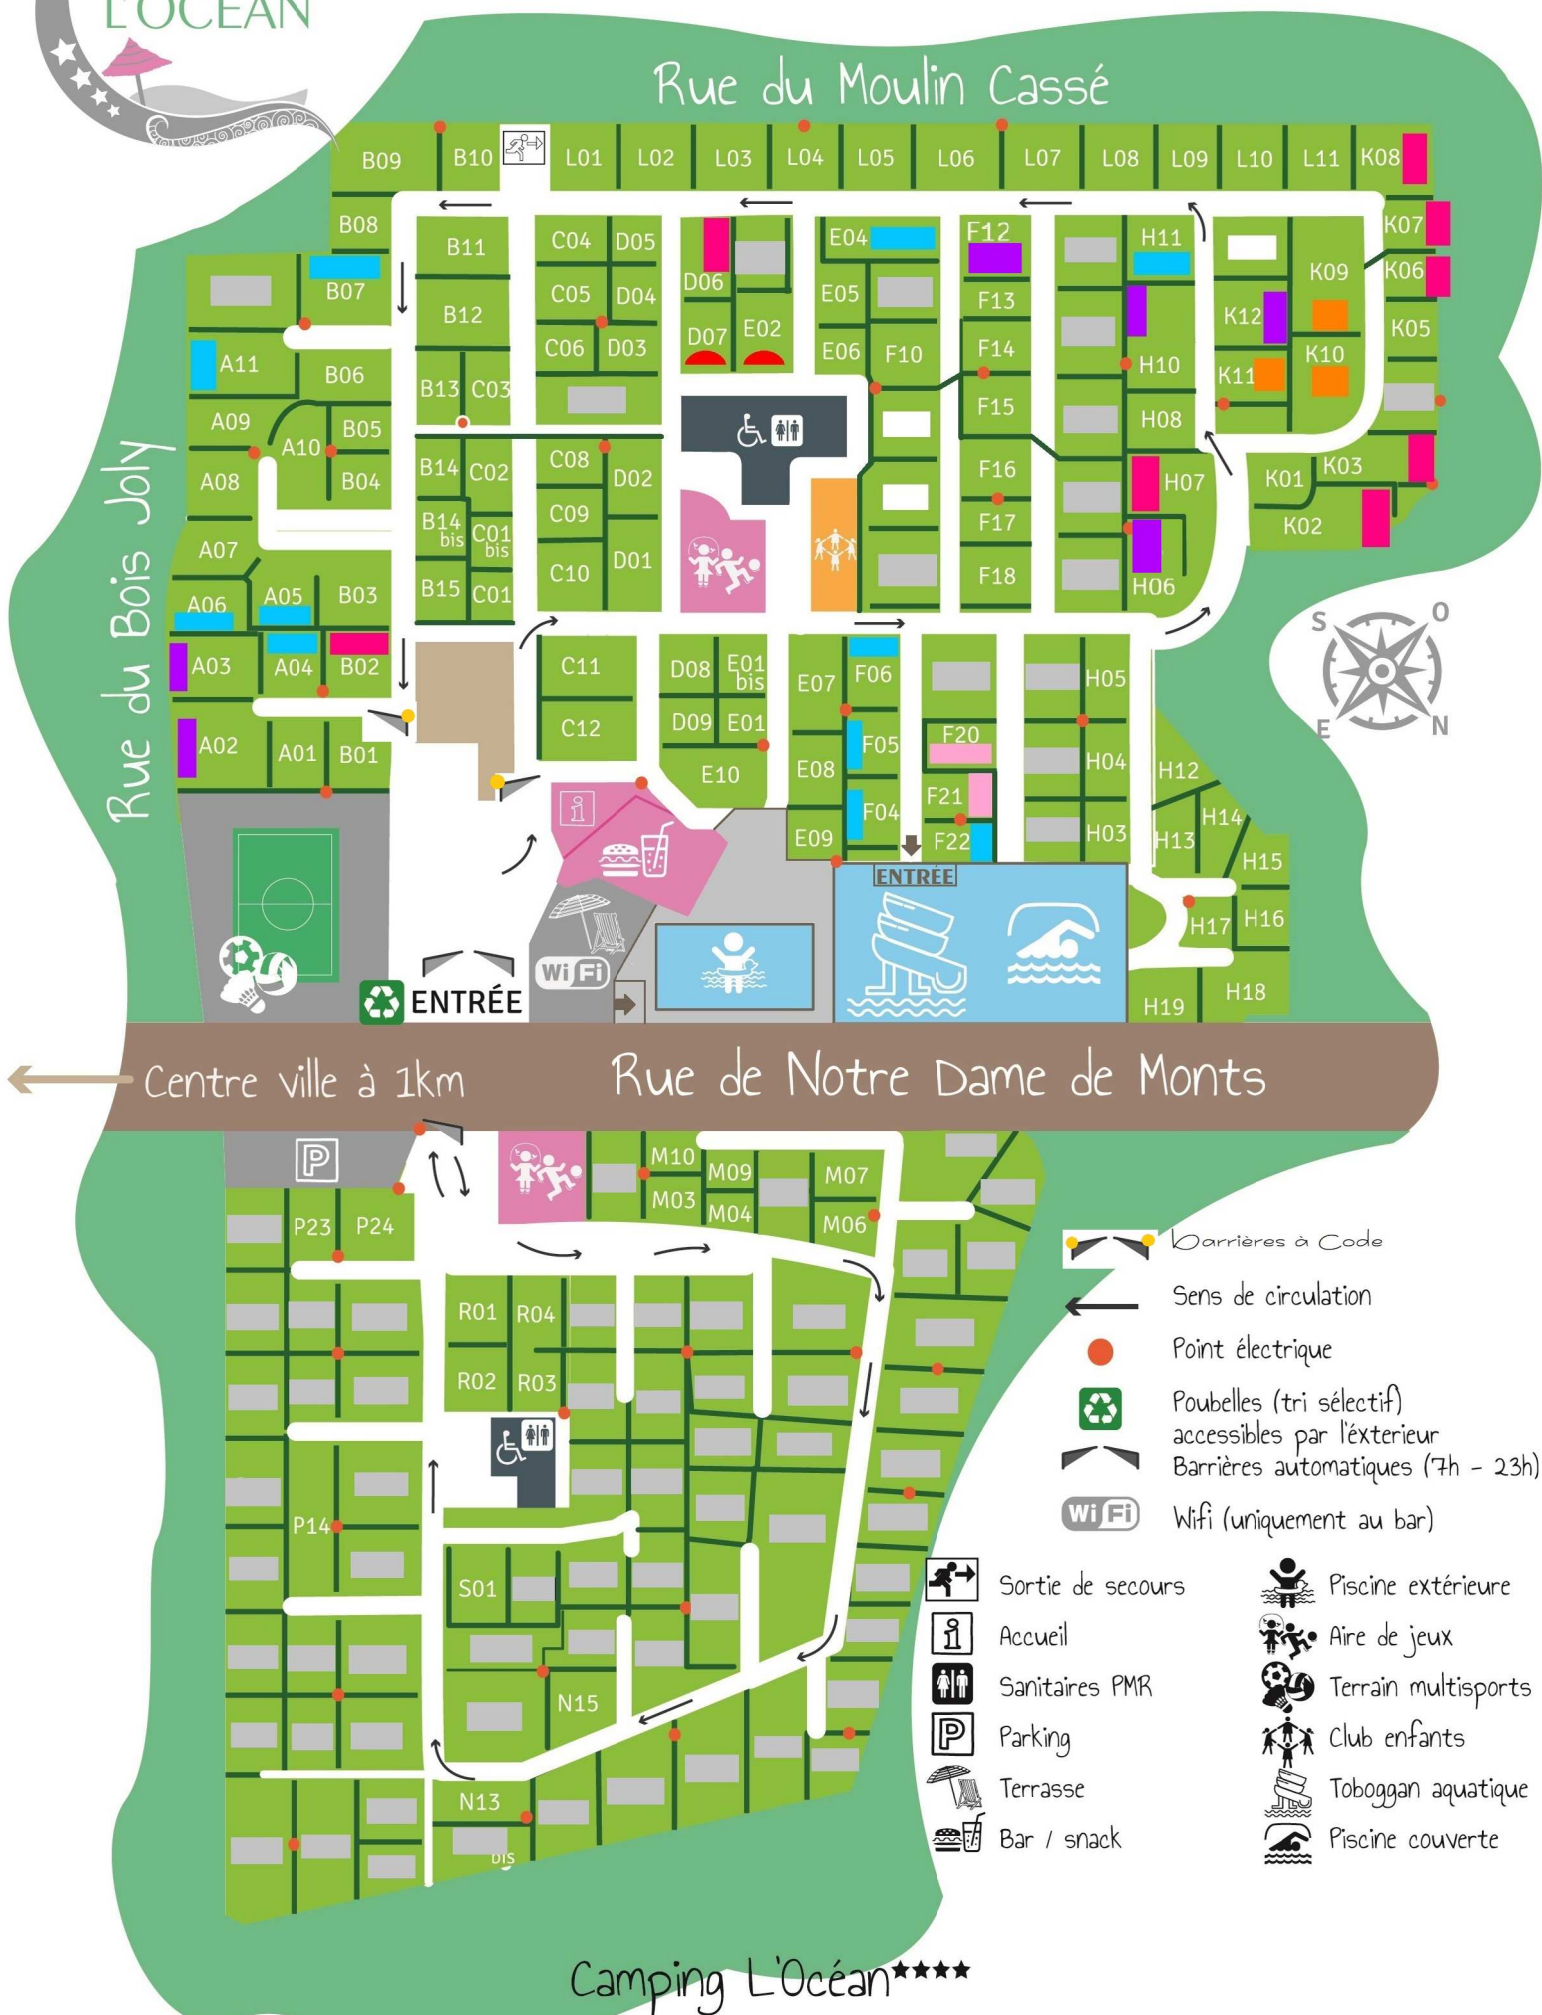 L'OCÉAN
Rue du Moulin Cassé
B09
B10
L01
L02
L03
L04
L05
L06
L07
L08
L09
L10
L11
K08
B08
B11
C04
D05
D06
E04
F12
H11
K07
K09
K06
B07
C05
D04
E05
F13
B12
K12
K05
C06
D03
D07
E02
E06
F10
F14
H10
K10
K11
A11
B06
B13
C03
F15
H08
A09
A10
B05
B04
A08
B14
C02
C08
D02
F16
H07
K01
K03
C09
B14
bis
C01
bis
F17
K02
A07
C10
D01
F18
H06
B15
C01
A06
A05
B03
Rue du Bois Joly
S
O
E
N
A03
A04
B02
C11
D08
E01
bis
E07
F06
H05
A02
A01
B01
C12
D09
E01
F05
F20
E10
E08
H04
H12
F21
F04
E09
F22
H03
H13
H14
H15
ENTRÉE
H17
H16
WiFi
ENTRÉE
H19
H18
Centre ville à 1km
Rue de Notre Dame de Monts
P
M10
M09
M07
M03
M04
M06
P23
P24
R01
R04
R02
R03
P14
S01
N15
N13
bis
Barrières à Code
Sens de circulation
Point électrique
Poubelles (tri sélectif)
accessibles par l'éxterieur
Barrières automatiques (7h - 23h)
WiFi
Wifi (uniquement au bar)
Sortie de secours
Piscine extérieure
Accueil
Aire de jeux
Sanitaires PMR
Terrain multisports
P
Parking
Club enfants
Terrasse
Toboggan aquatique
Bar / snack
Piscine couverte
Camping L'Océan★★★★